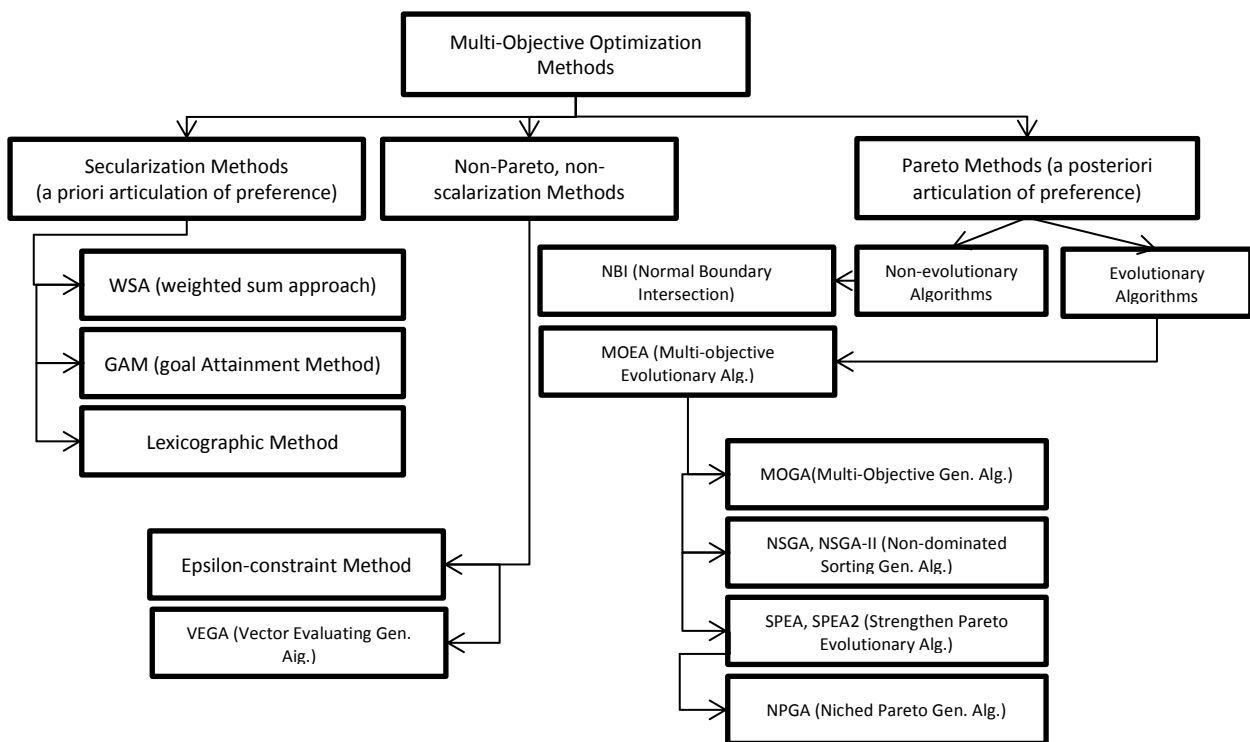 Multi-Objective Optimization
Methods
Secularization Methods
(a priori articulation of preference)
Non-Pareto, non-
scalarization Methods
Pareto Methods (a posteriori
articulation of preference)
WSA (weighted sum approach)
GAM (goal Attainment Method)
Lexicographic Method
NBI (Normal Boundary
Intersection)
Non-evolutionary
Algorithms
Evolutionary
Algorithms
MOEA (Multi-objective
Evolutionary Alg.)
Epsilon-constraint Method
VEGA (Vector Evaluating Gen.
Aig.)
MOGA(Multi-Objective Gen. Alg.)
NSGA, NSGA-II (Non-dominated
Sorting Gen. Alg.)
SPEA, SPEA2 (Strengthen Pareto
Evolutionary Alg.)
NPGA (Niched Pareto Gen. Alg.)